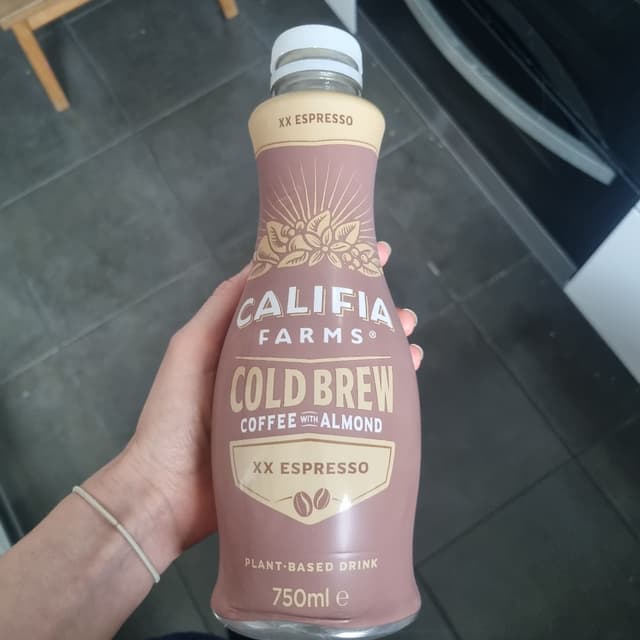 XX ESPRESSO
CALIFIA
FARMS®
COLD BREW
COFFEE WITH ALMOND
XX ESPRESSO
PLANT-BASED DRINK
750ml e